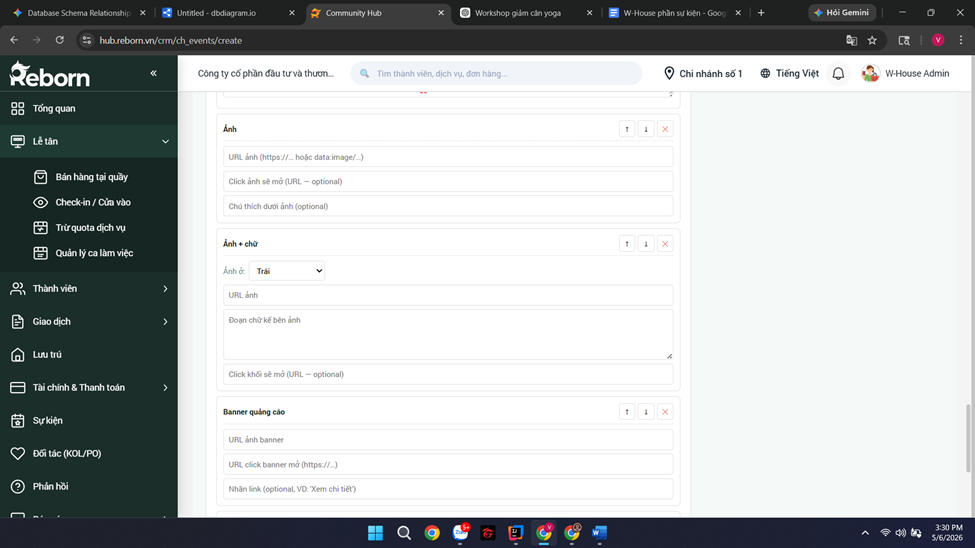 Database Schema Relationship
Untitled - dbdiagram.io
Community Hub
Workshop giảm cân yoga
W-House phần sự kiện - Goog
Hỏi Gemini
hub.reborn.vn/crm/ch_events/create
V
Reborn
«
Công ty cổ phần đầu tư và thươn...
Tìm thành viên, dịch vụ, đơn hàng...
Chi nhánh số 1
Tiếng Việt
W-House Admin
Tổng quan
Lễ tân
Bán hàng tại quầy
Check-in / Cửa vào
Trừ quota dịch vụ
Quản lý ca làm việc
Thành viên
Giao dịch
Lưu trú
Tài chính & Thanh toán
Sự kiện
Đối tác (KOL/PO)
Phản hồi
Ảnh
↑ ↓ ×
URL ảnh (https://... hoặc data:image/...)
Click ảnh sẽ mở (URL — optional)
Chú thích dưới ảnh (optional)
Ảnh + chữ
↑ ↓ ×
Ảnh ở: Trái
URL ảnh
Đoạn chữ kế bên ảnh
Click khối sẽ mở (URL — optional)
Banner quảng cáo
↑ ↓ ×
URL ảnh banner
URL click banner mở (https://...)
Nhãn link (optional, VD: 'Xem chi tiết')
5+
3:30 PM
5/6/2026